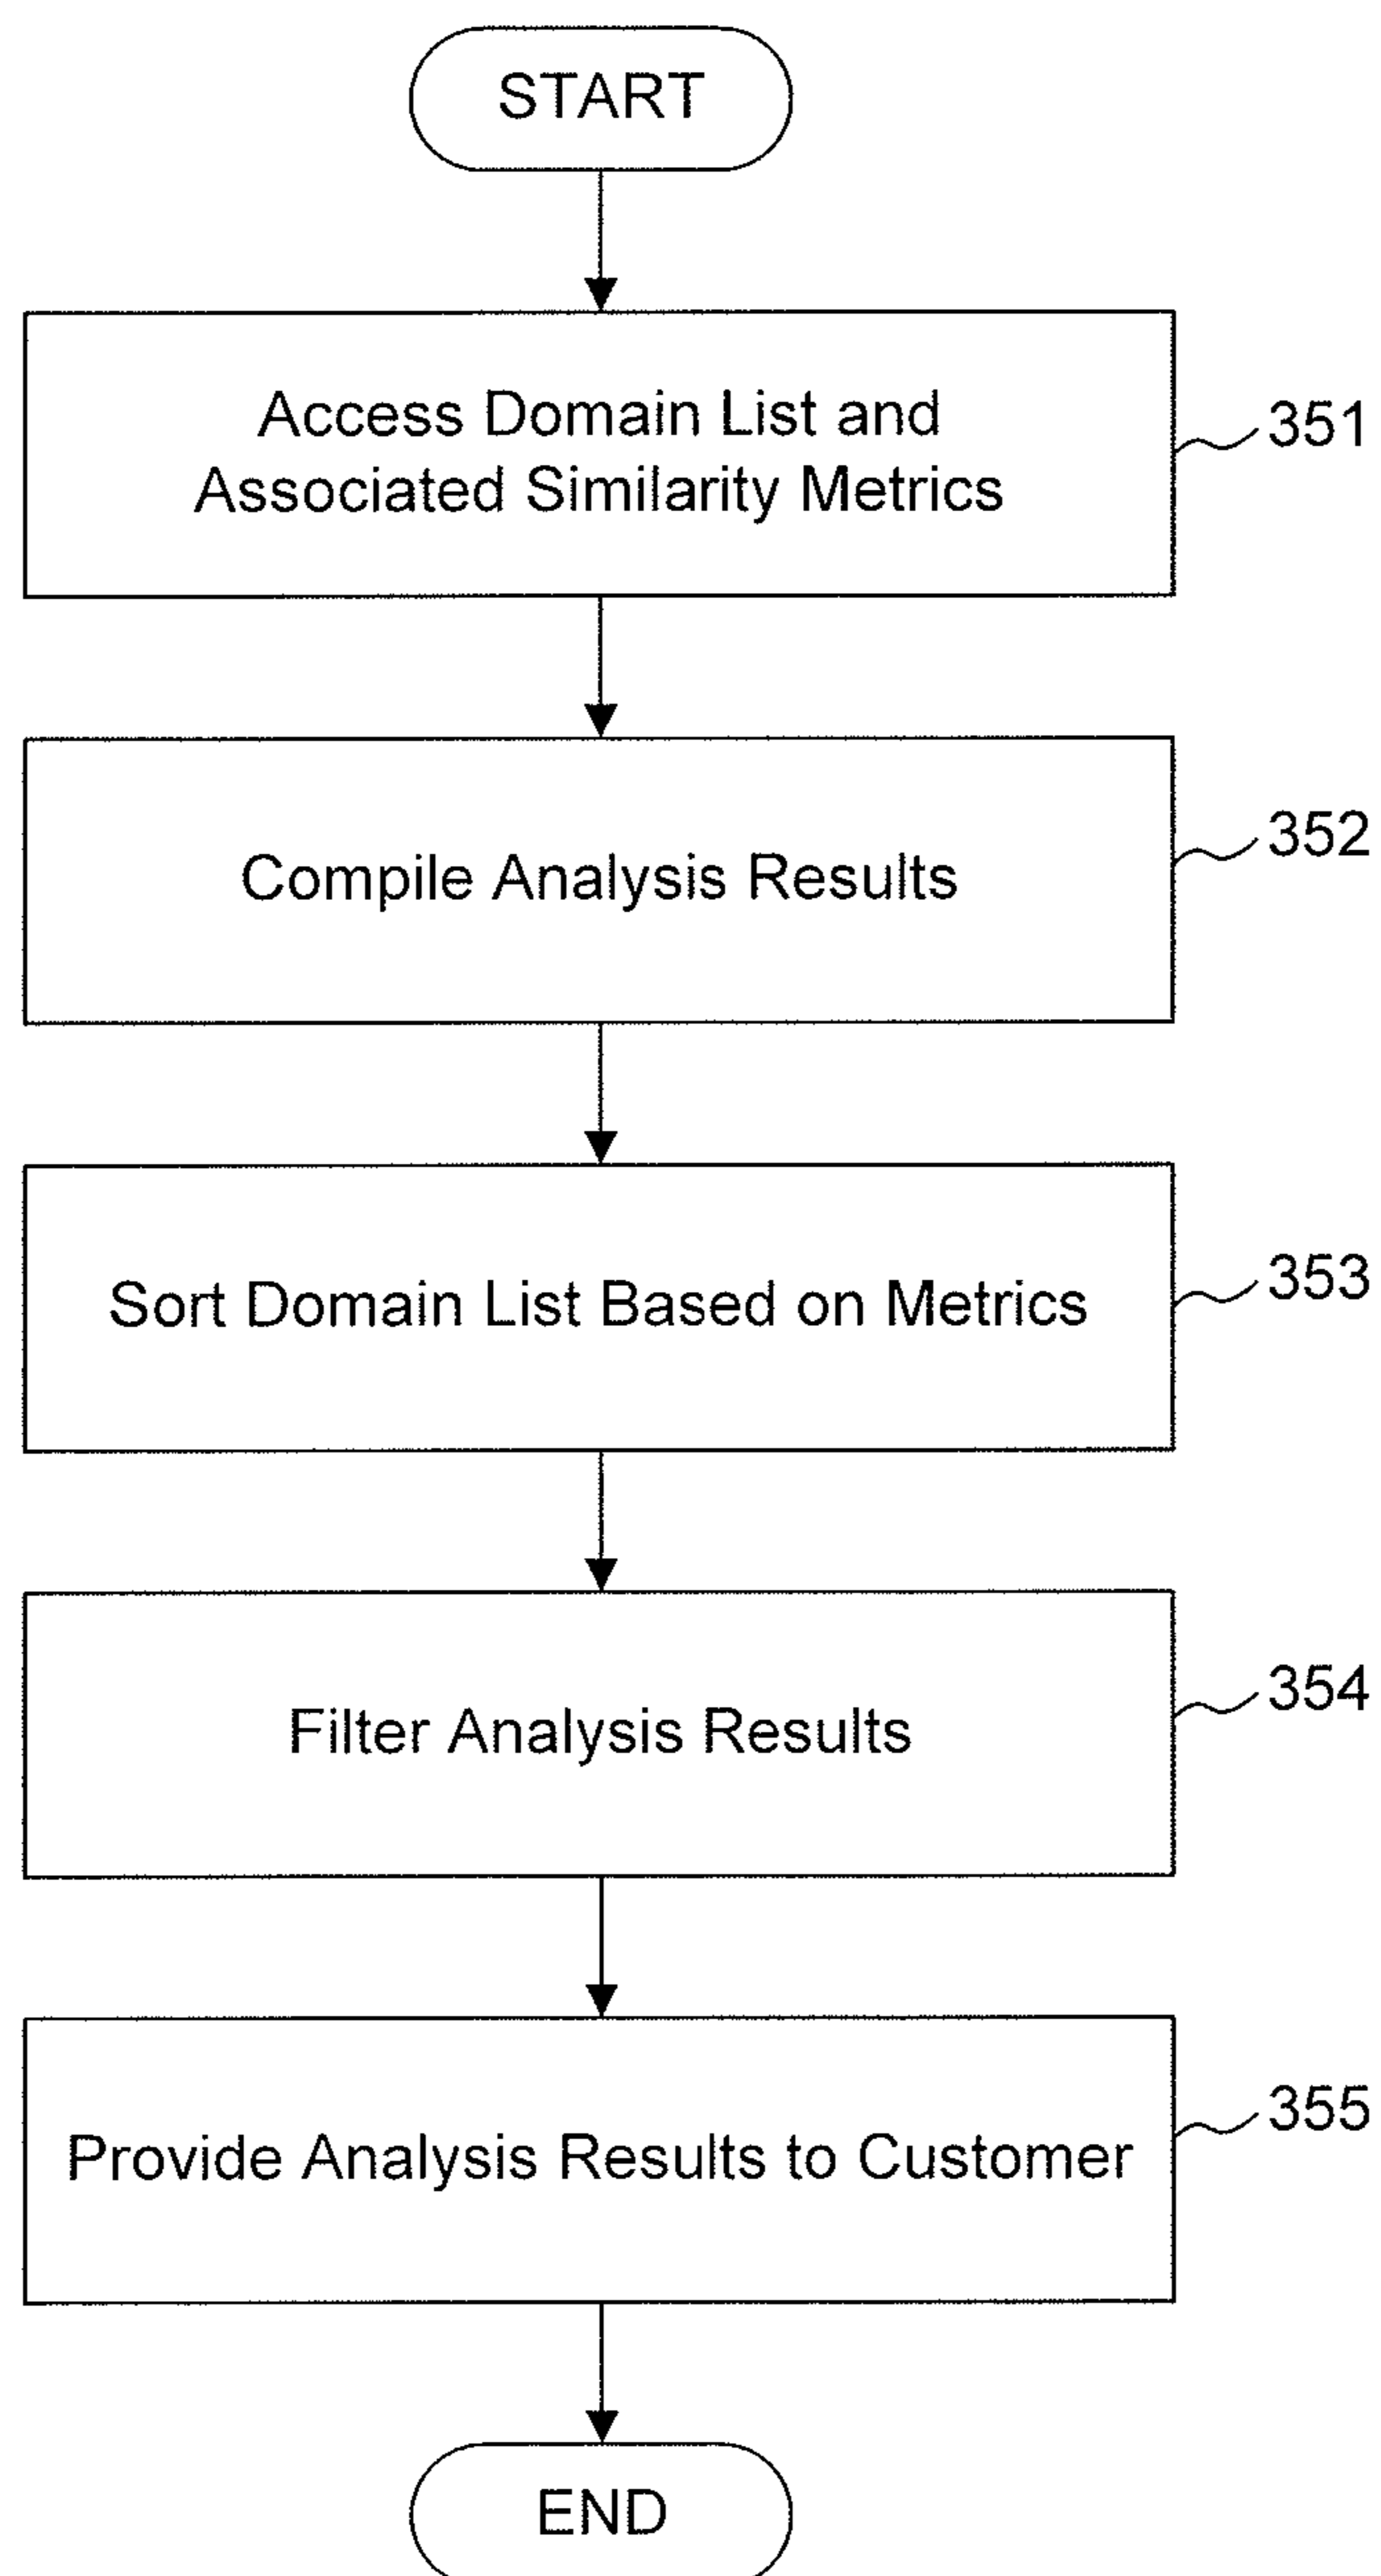 START
Access Domain List and
Associated Similarity Metrics
351
Compile Analysis Results
352
Sort Domain List Based on Metrics
353
Filter Analysis Results
354
Provide Analysis Results to Customer
355
END